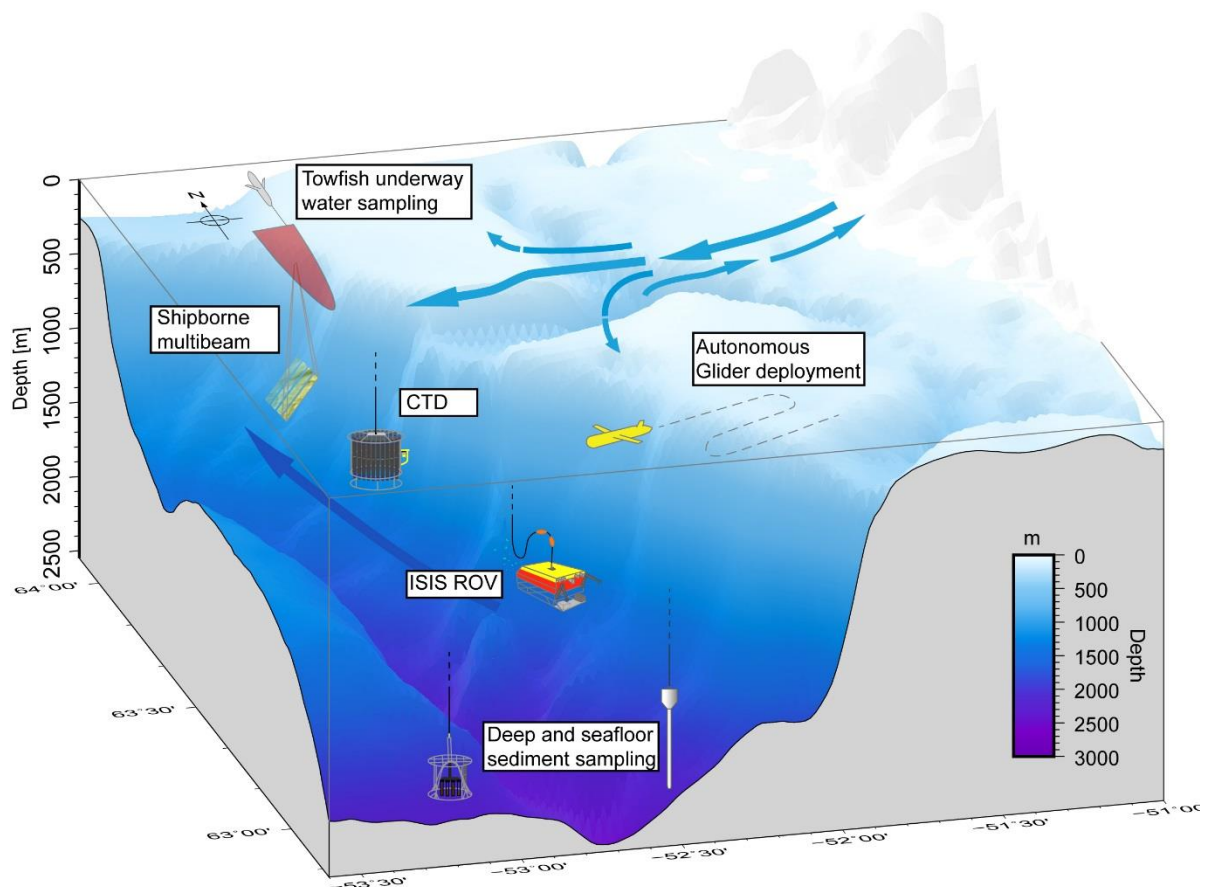 Towfish underway
water sampling
N
Shipborne
multibeam
CTD
Autonomous
Glider deployment
ISIS ROV
Deep and seafloor
sediment sampling
Depth [m]
0
500
1000
1500
2000
2500
64°00'
63°30'
63°00'
−53°30'
−53°00'
−52°30'
−52°00'
−51°30'
−51°00'
m
0
500
1000
1500
2000
2500
3000
Depth